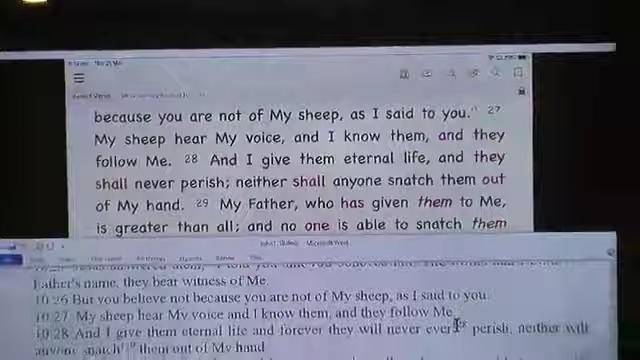 because you are not of My sheep, as I said to you." 27
My sheep hear My voice, and I know them, and they
follow Me. 28 And I give them eternal life, and they
shall never perish; neither shall anyone snatch them out
of My hand. 29 My Father, who has given them to Me,
is greater than all; and no one is able to snatch them
Microsoft Word
Father's name, they bear witness of Me.
10:26 But you believe not because you are not of My sheep, as I said to you.
10:27 My sheep hear My voice and I know them, and they follow Me.
10:28 And I give them eternal life and forever they will never ever perish, neither will
anyone snatch them out of My hand